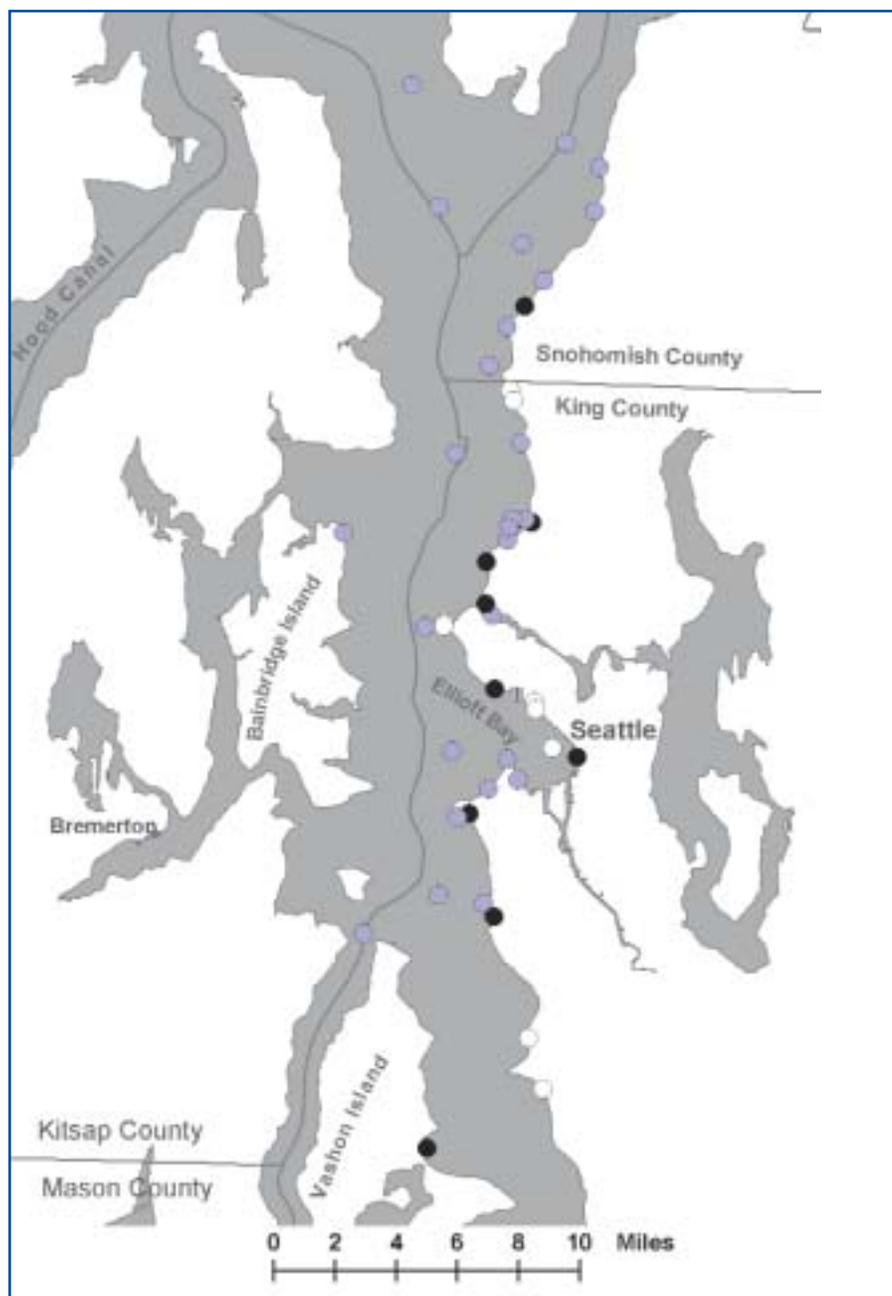 Hood Canal
Snohomish County
King County
Bainbridge Island
Elliott Bay
Seattle
Bremerton
Vashon Island
Kitsap County
Mason County
0 2 4 6 8 10 Miles